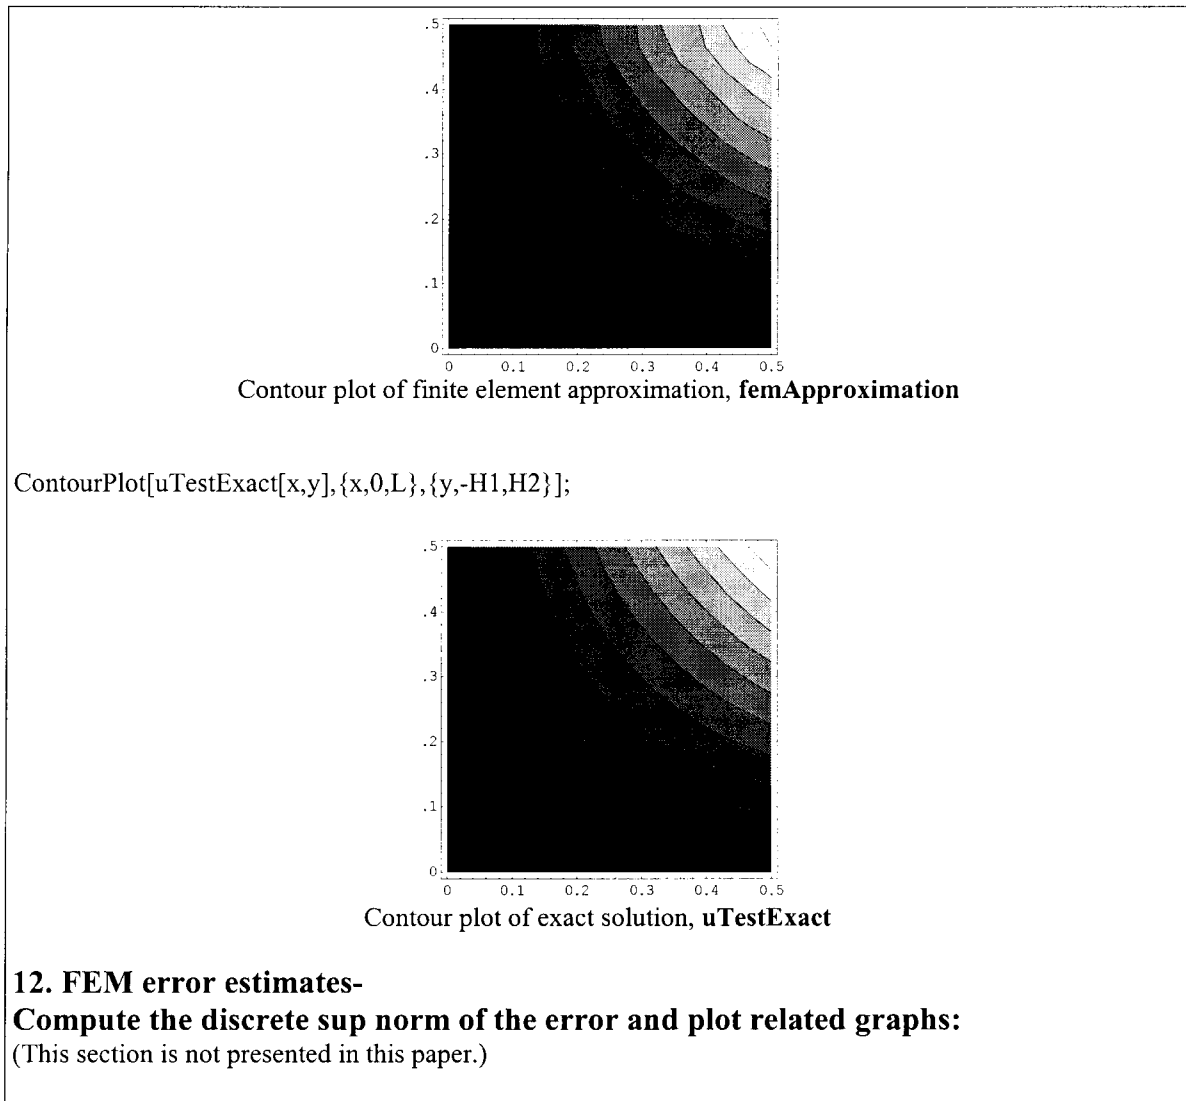 .5
.4
.3
.2
.1
0
0 0.1 0.2 0.3 0.4 0.5
Contour plot of finite element approximation, femApproximation
ContourPlot[uTestExact[x,y],{x,0,L},{y,-H1,H2}];
.5
.4
.3
.2
.1
0
0 0.1 0.2 0.3 0.4 0.5
Contour plot of exact solution, uTestExact
12. FEM error estimates-
Compute the discrete sup norm of the error and plot related graphs:
(This section is not presented in this paper.)